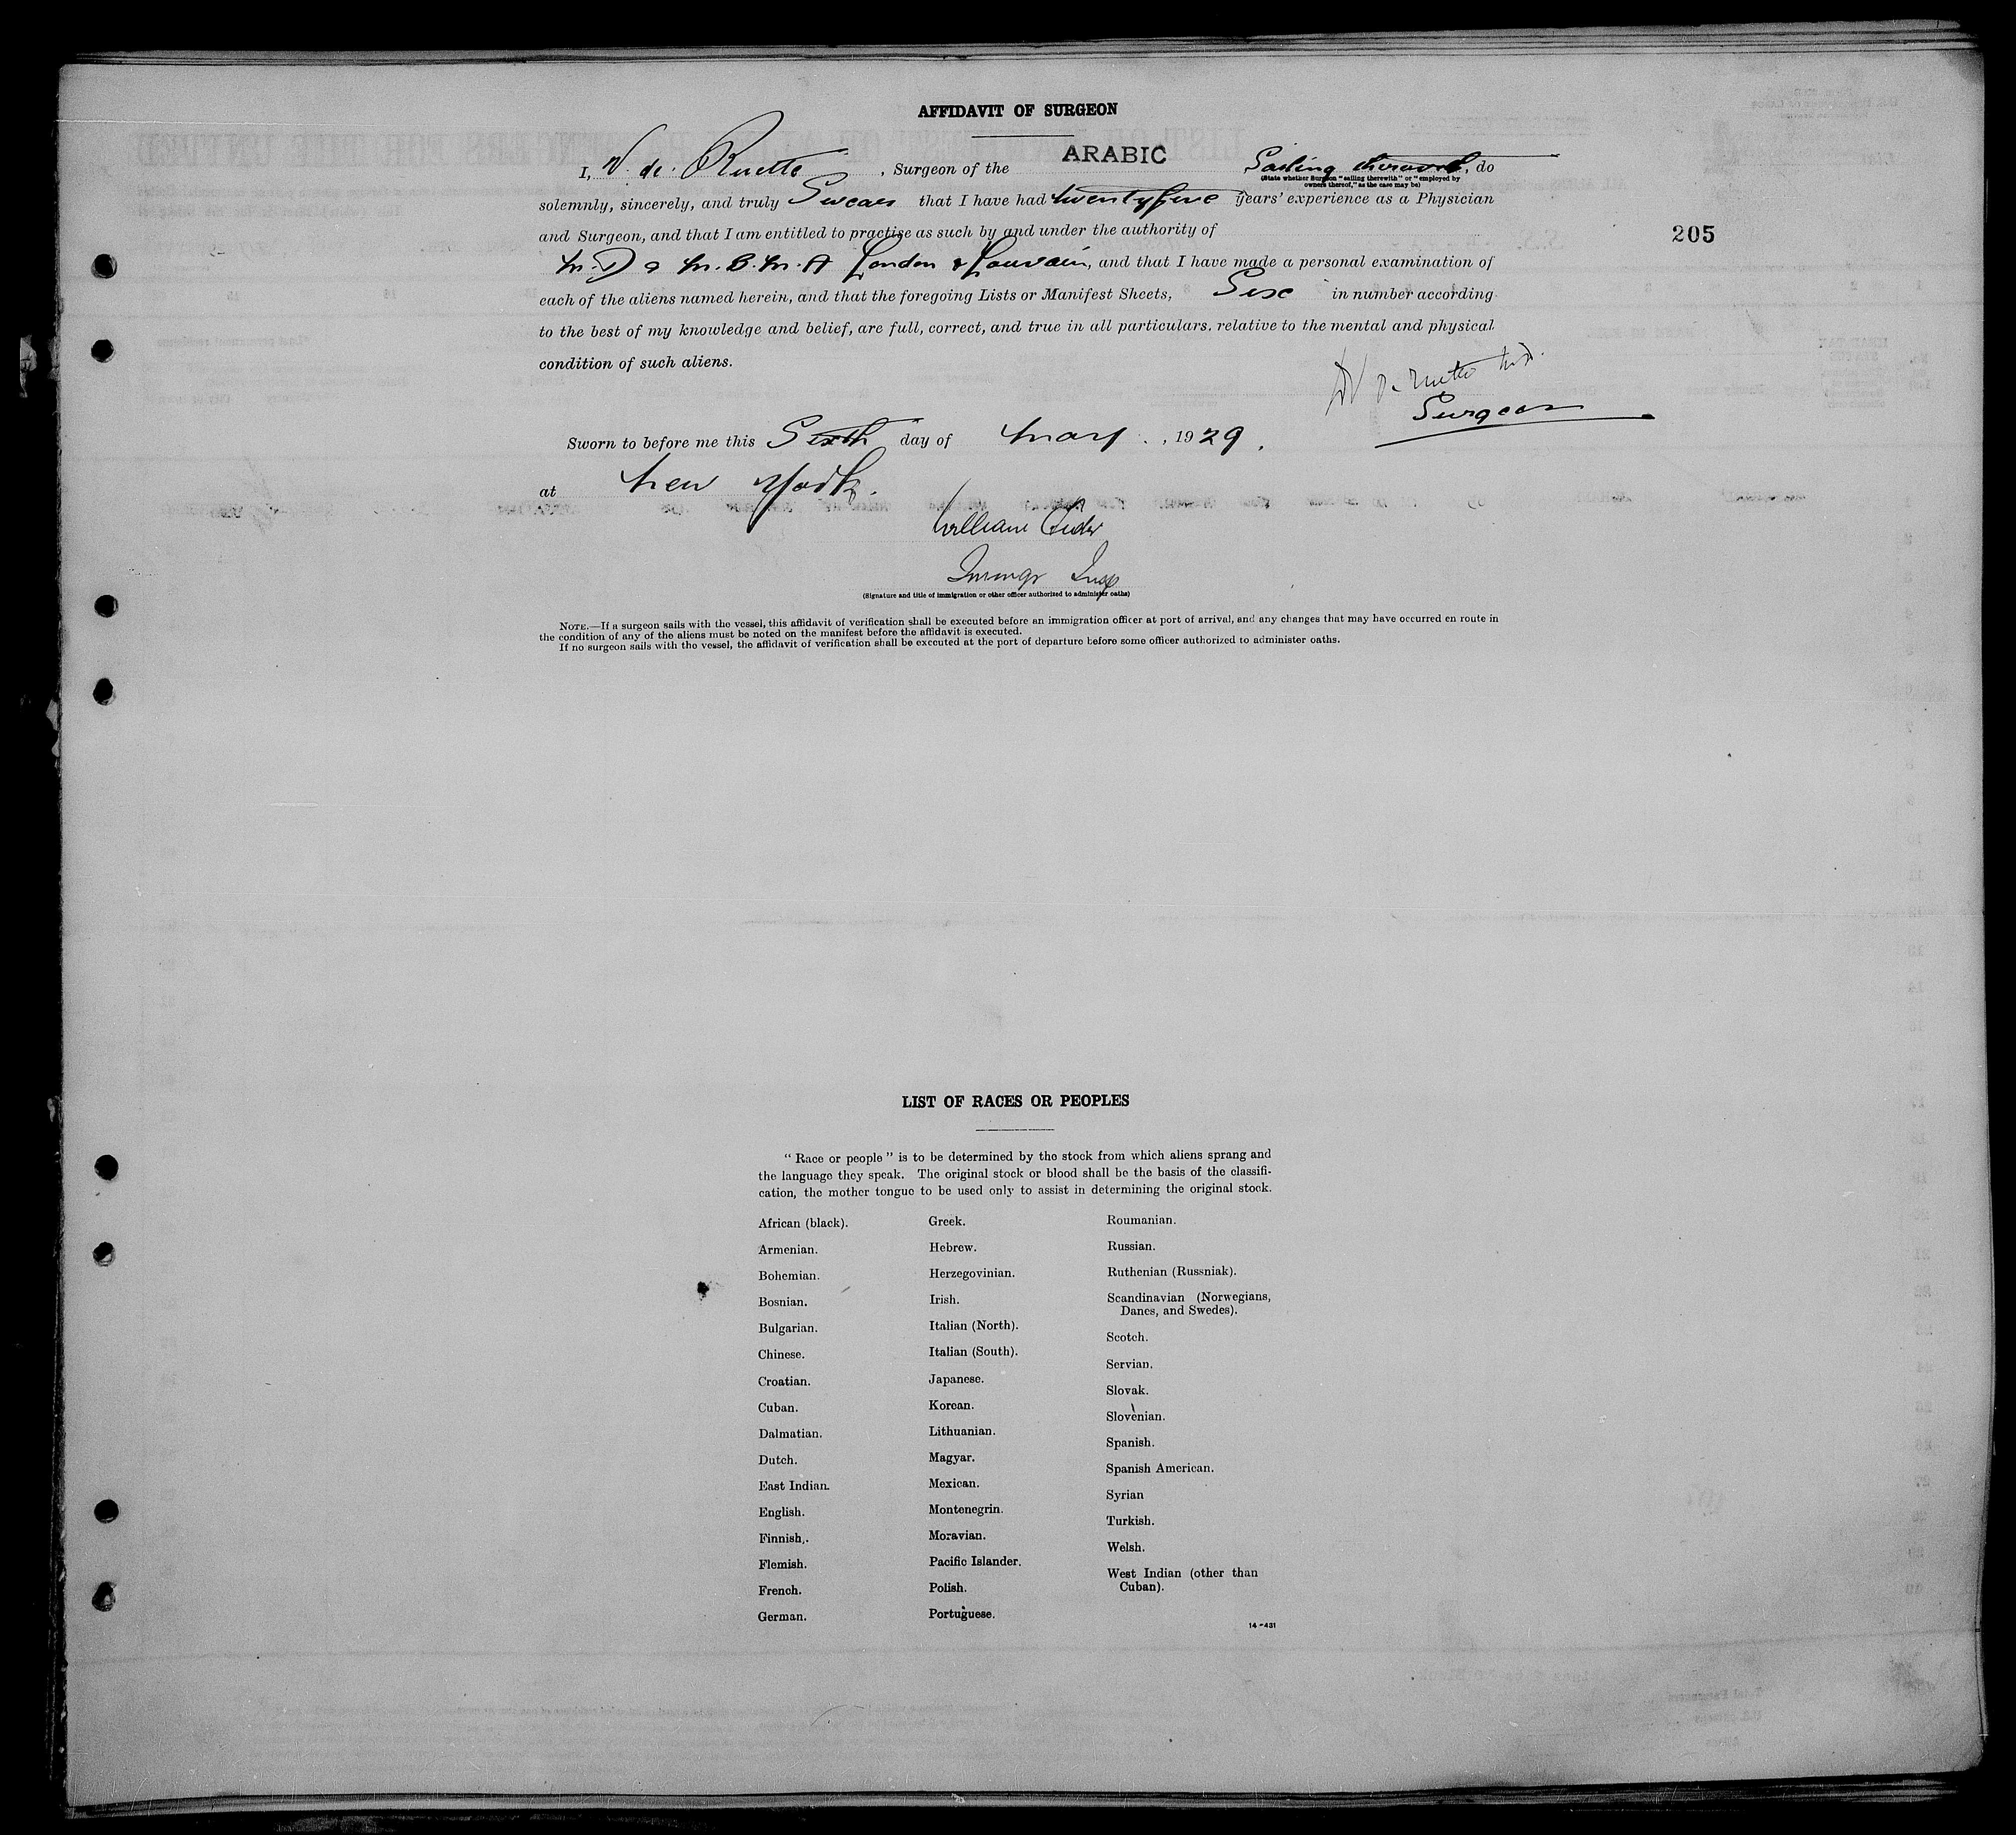 AFFIDAVIT OF SURGEON
I, V. de. Ruette, Surgeon of the ARABIC Sailing therewith, do
(State whether Surgeon "sailing therewith" or "employed by
owners thereof," as the case may be)
solemnly, sincerely, and truly Swear that I have had twentyfive years' experience as a Physician
and Surgeon, and that I am entitled to practise as such by and under the authority of
205
M.D & M.B.M.A London & Louvain, and that I have made a personal examination of
each of the aliens named herein, and that the foregoing Lists or Manifest Sheets, Six in number according
to the best of my knowledge and belief, are full, correct, and true in all particulars, relative to the mental and physical
condition of such aliens.
Surgeon
Sworn to before me this Sixth day of May, 1929.
at New York.
William
Immigr Insp
(Signature and title of immigration or other officer authorized to administer oaths)
NOTE.—If a surgeon sails with the vessel, this affidavit of verification shall be executed before an immigration officer at port of arrival, and any changes that may have occurred en route in
the condition of any of the aliens must be noted on the manifest before the affidavit is executed.
If no surgeon sails with the vessel, the affidavit of verification shall be executed at the port of departure before some officer authorized to administer oaths.
LIST OF RACES OR PEOPLES
"Race or people" is to be determined by the stock from which aliens sprang and
the language they speak. The original stock or blood shall be the basis of the classifi-
cation, the mother tongue to be used only to assist in determining the original stock.
African (black).
Armenian.
Bohemian.
Bosnian.
Bulgarian.
Chinese.
Croatian.
Cuban.
Dalmatian.
Dutch.
East Indian.
English.
Finnish.
Flemish.
French.
German.
Greek.
Hebrew.
Herzegovinian.
Irish.
Italian (North).
Italian (South).
Japanese.
Korean.
Lithuanian.
Magyar.
Mexican.
Montenegrin.
Moravian.
Pacific Islander.
Polish.
Portuguese.
Roumanian.
Russian.
Ruthenian (Russniak).
Scandinavian (Norwegians,
Danes, and Swedes).
Scotch.
Servian.
Slovak.
Slovenian.
Spanish.
Spanish American.
Syrian
Turkish.
Welsh.
West Indian (other than
Cuban).
14-431